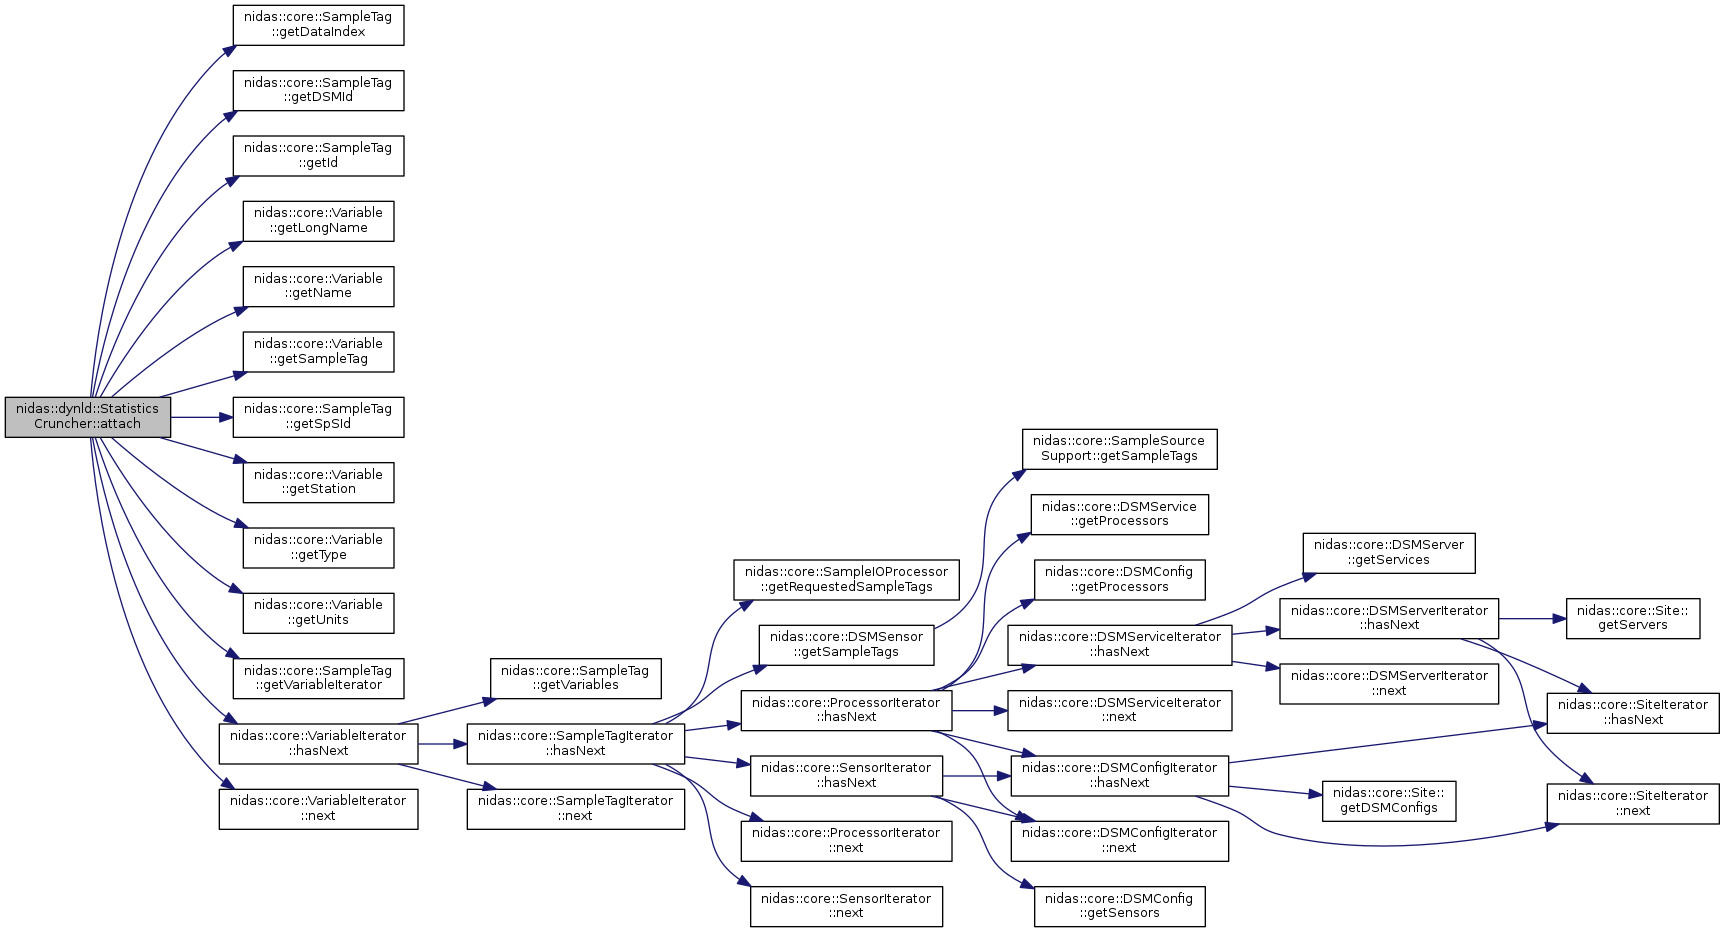 nidas::dynld::Statistics
Cruncher::attach
nidas::core::SampleTag
::getDataIndex
nidas::core::SampleTag
::getDSMId
nidas::core::SampleTag
::getId
nidas::core::Variable
::getLongName
nidas::core::Variable
::getName
nidas::core::Variable
::getSampleTag
nidas::core::SampleTag
::getSpSId
nidas::core::Variable
::getStation
nidas::core::Variable
::getType
nidas::core::Variable
::getUnits
nidas::core::SampleTag
::getVariableIterator
nidas::core::VariableIterator
::hasNext
nidas::core::VariableIterator
::next
nidas::core::SampleTag
::getVariables
nidas::core::SampleTagIterator
::hasNext
nidas::core::SampleTagIterator
::next
nidas::core::SampleIOProcessor
::getRequestedSampleTags
nidas::core::DSMSensor
::getSampleTags
nidas::core::ProcessorIterator
::hasNext
nidas::core::SensorIterator
::hasNext
nidas::core::ProcessorIterator
::next
nidas::core::SensorIterator
::next
nidas::core::SampleSource
Support::getSampleTags
nidas::core::DSMService
::getProcessors
nidas::core::DSMConfig
::getProcessors
nidas::core::DSMServiceIterator
::hasNext
nidas::core::DSMServiceIterator
::next
nidas::core::DSMConfigIterator
::hasNext
nidas::core::DSMConfigIterator
::next
nidas::core::DSMConfig
::getSensors
nidas::core::DSMServer
::getServices
nidas::core::DSMServerIterator
::hasNext
nidas::core::DSMServerIterator
::next
nidas::core::Site::
getDSMConfigs
nidas::core::Site::
getServers
nidas::core::SiteIterator
::hasNext
nidas::core::SiteIterator
::next